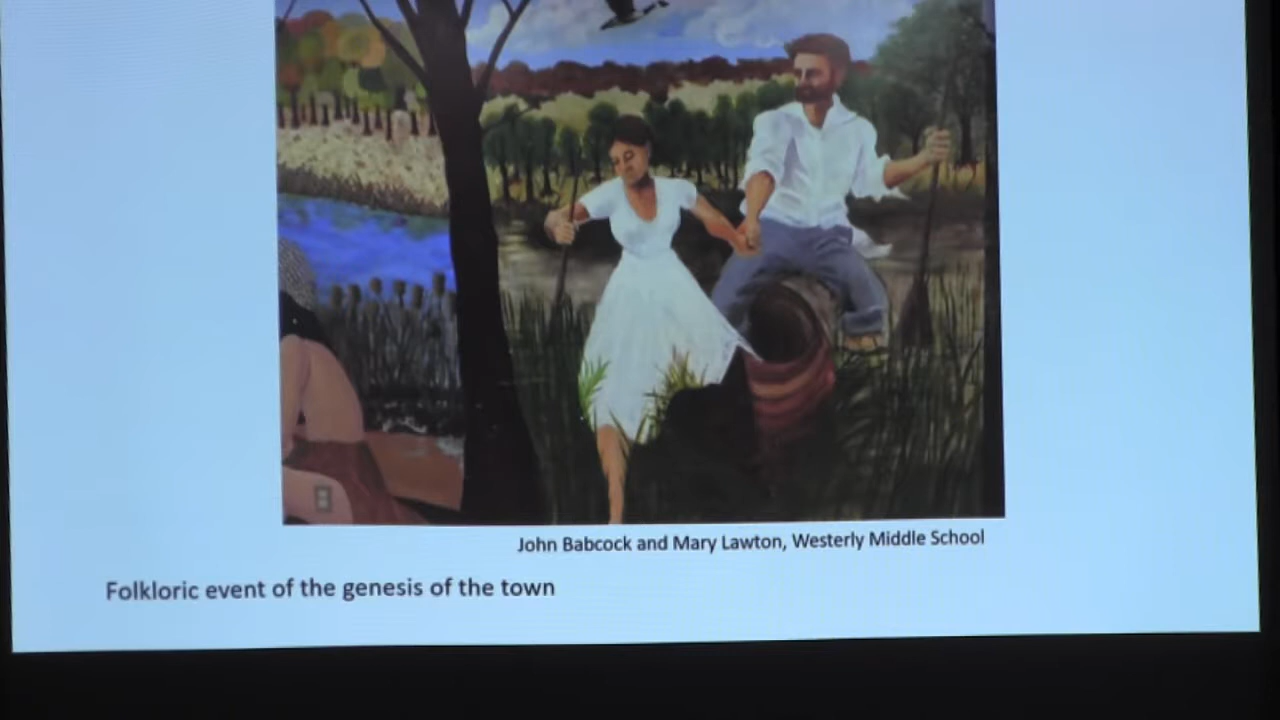 John Babcock and Mary Lawton, Westerly Middle School
Folkloric event of the genesis of the town